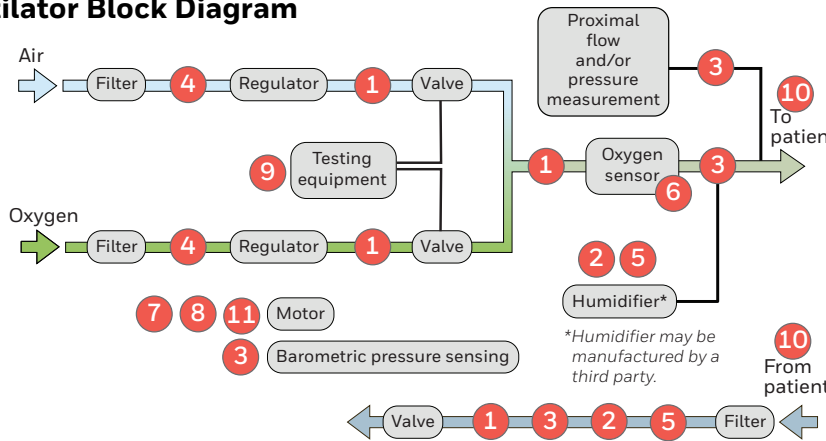 tilator Block Diagram
Air
Filter
4
Regulator
1
Valve
Proximal
flow
and/or
pressure
measurement
3
10
To
patient
9
Testing
equipment
1
Oxygen
sensor
6
3
Oxygen
Filter
4
Regulator
1
Valve
2 5
Humidifier*
*Humidifier may be
manufactured by a
third party.
7 8 11 Motor
3 Barometric pressure sensing
10
From
patient
Valve 1 3 2 5 Filter